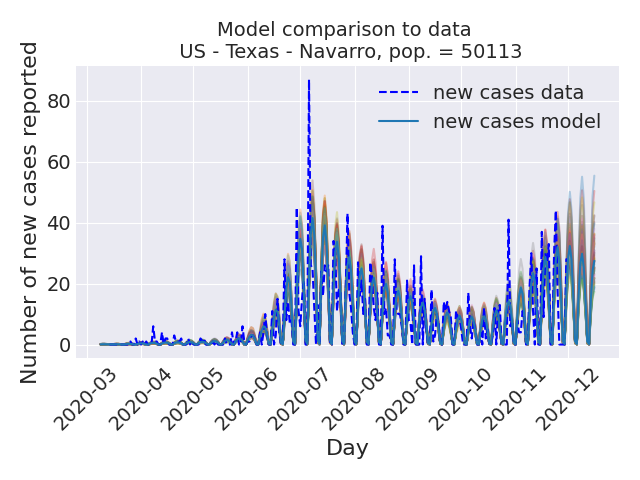 Model comparison to data
US - Texas - Navarro, pop. = 50113
Number of new cases reported
80
60
40
20
0
new cases data
new cases model
2020-03
2020-04
2020-05
2020-06
2020-07
2020-08
2020-09
2020-10
2020-11
2020-12
Day